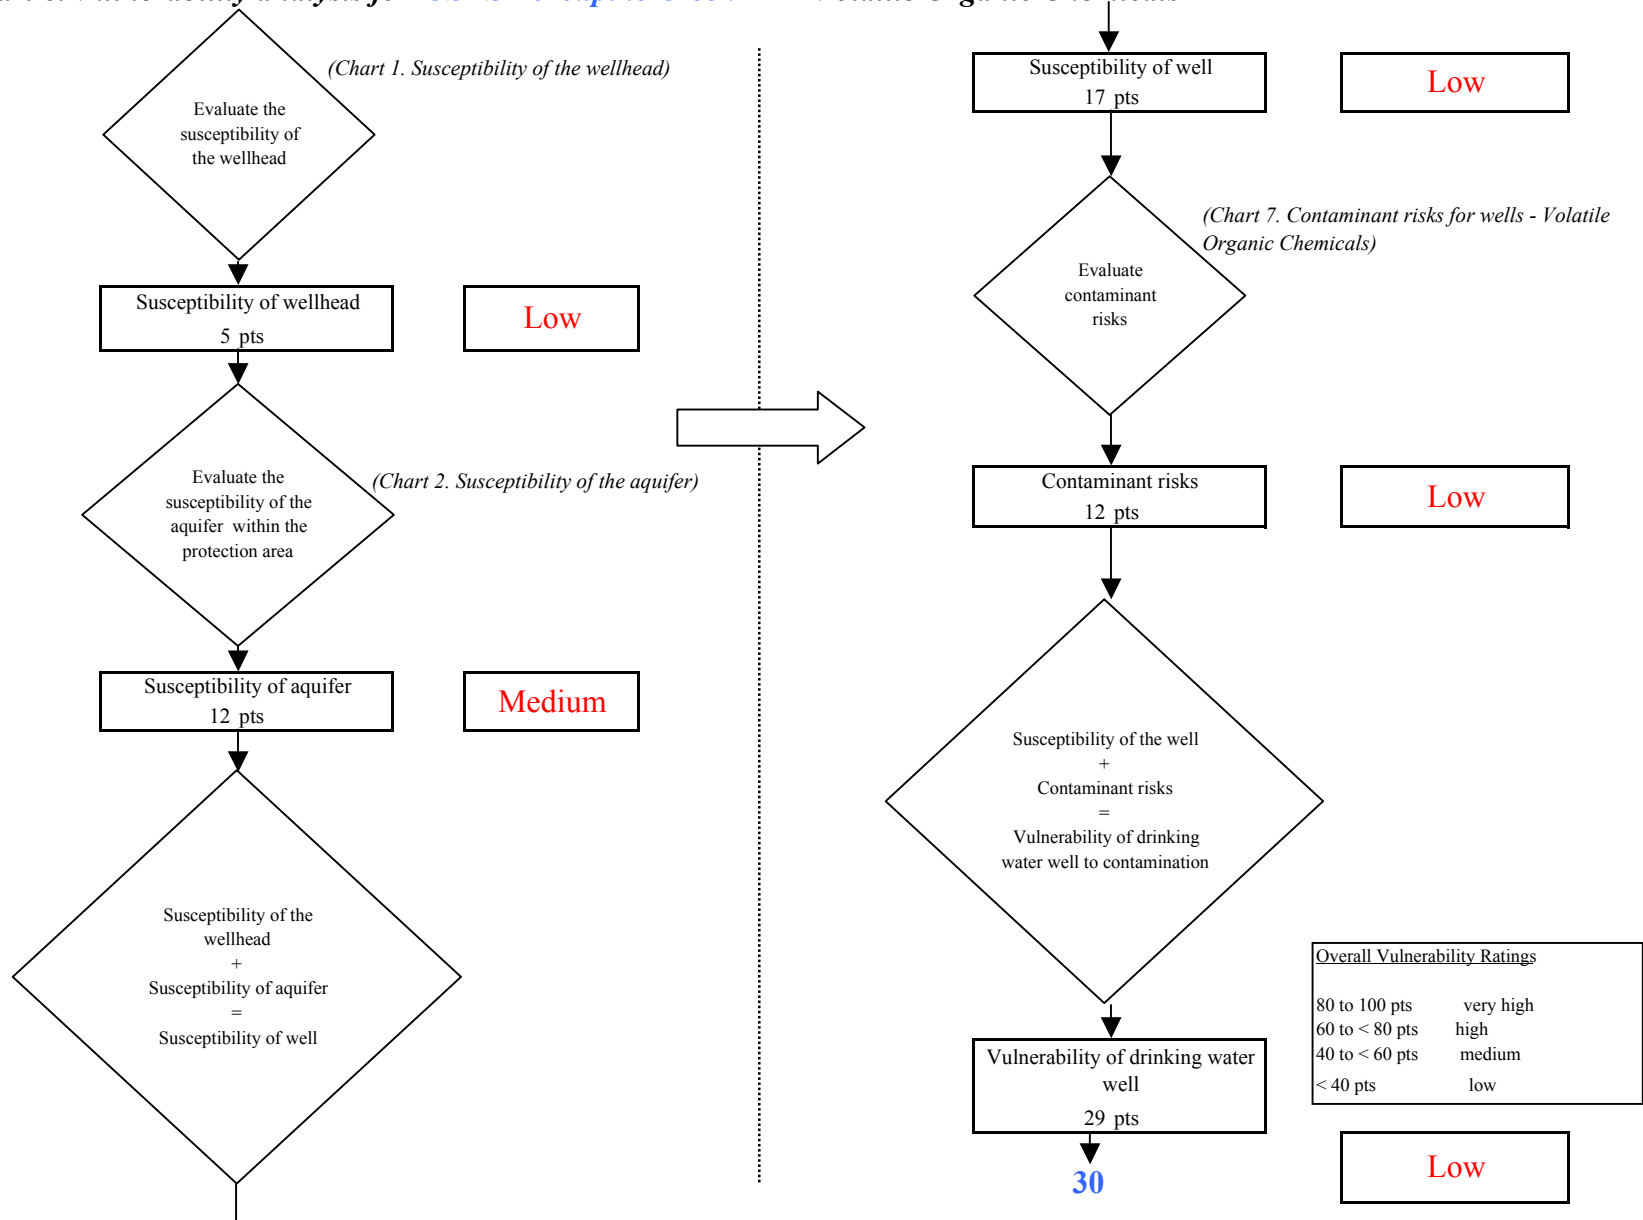 (Chart 1. Susceptibility of the wellhead)
Evaluate the
susceptibility of
the wellhead
Susceptibility of wellhead
5 pts
Low
Evaluate the
susceptibility of the
aquifer within the
protection area
(Chart 2. Susceptibility of the aquifer)
Susceptibility of aquifer
12 pts
Medium
Susceptibility of the
wellhead
+
Susceptibility of aquifer
=
Susceptibility of well
Susceptibility of well
17 pts
Low
(Chart 7. Contaminant risks for wells - Volatile
Organic Chemicals)
Evaluate
contaminant
risks
Contaminant risks
12 pts
Low
Susceptibility of the well
+
Contaminant risks
=
Vulnerability of drinking
water well to contamination
Overall Vulnerability Ratings
80 to 100 pts very high
60 to < 80 pts high
40 to < 60 pts medium
< 40 pts low
Vulnerability of drinking water
well
29 pts
30
Low